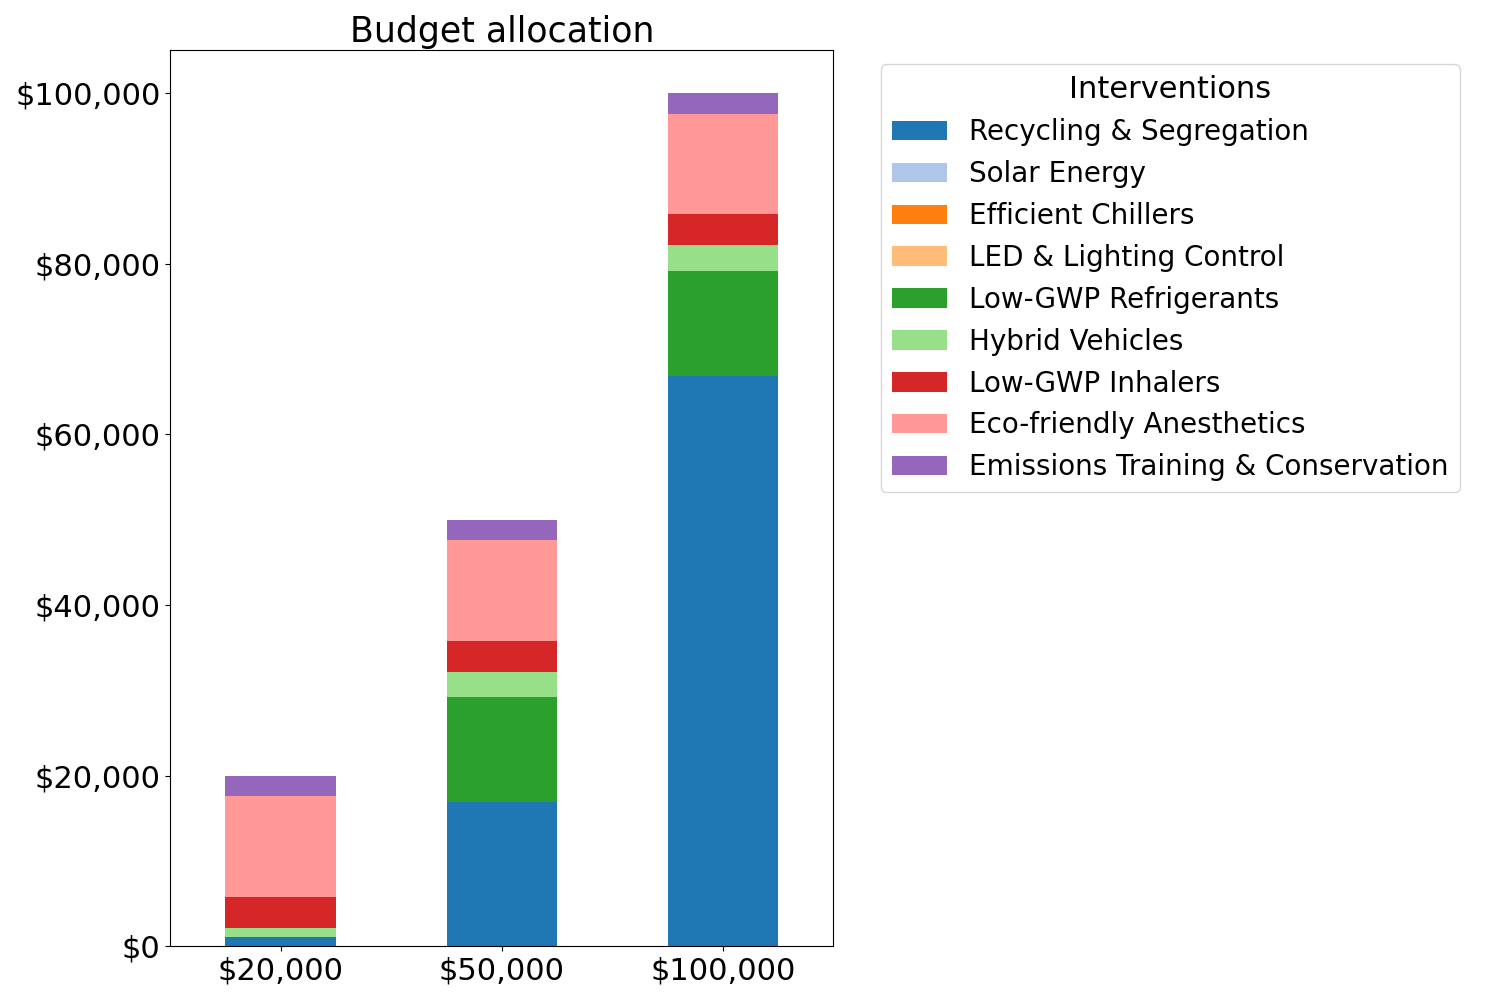 Budget allocation
$100,000
$80,000
$60,000
$40,000
$20,000
$0
$20,000
$50,000
$100,000
Interventions
Recycling & Segregation
Solar Energy
Efficient Chillers
LED & Lighting Control
Low-GWP Refrigerants
Hybrid Vehicles
Low-GWP Inhalers
Eco-friendly Anesthetics
Emissions Training & Conservation